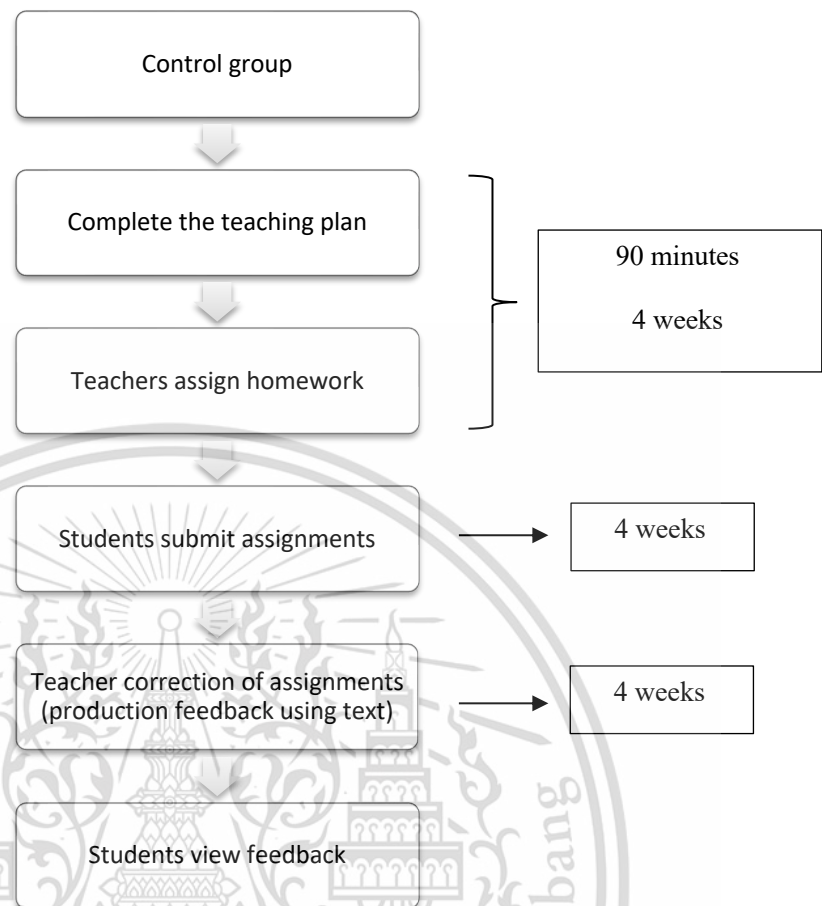 Control group
Complete the teaching plan
90 minutes
4 weeks
Teachers assign homework
Students submit assignments
4 weeks
Teacher correction of assignments
(production feedback using text)
4 weeks
Students view feedback
bang